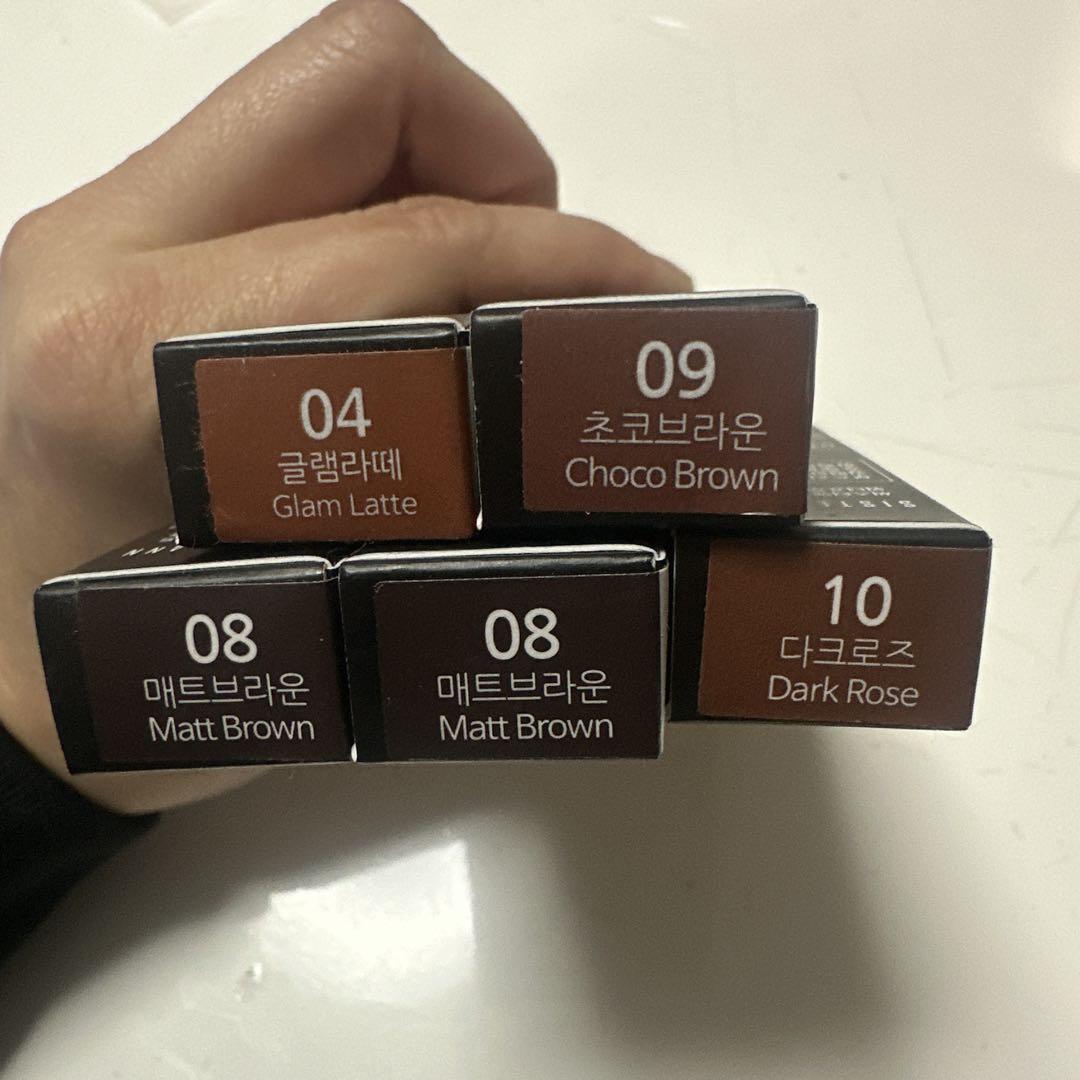 04
글램라떼
Glam Latte
09
초코브라운
Choco Brown
08
매트브라운
Matt Brown
08
매트브라운
Matt Brown
10
다크로즈
Dark Rose